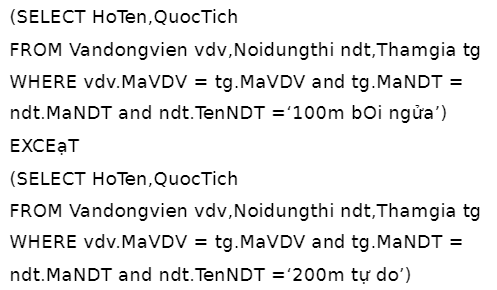 (SELECT HoTen,QuocTich
FROM Vandongvien vdv,Noidungthi ndt,Thamgia tg
WHERE vdv.MaVDV = tg.MaVDV and tg.MaNDT =
ndt.MaNDT and ndt.TenNDT =‘100m bOi ngửa’)
EXCEạT
(SELECT HoTen,QuocTich
FROM Vandongvien vdv,Noidungthi ndt,Thamgia tg
WHERE vdv.MaVDV = tg.MaVDV and tg.MaNDT =
ndt.MaNDT and ndt.TenNDT =‘200m tự do’)